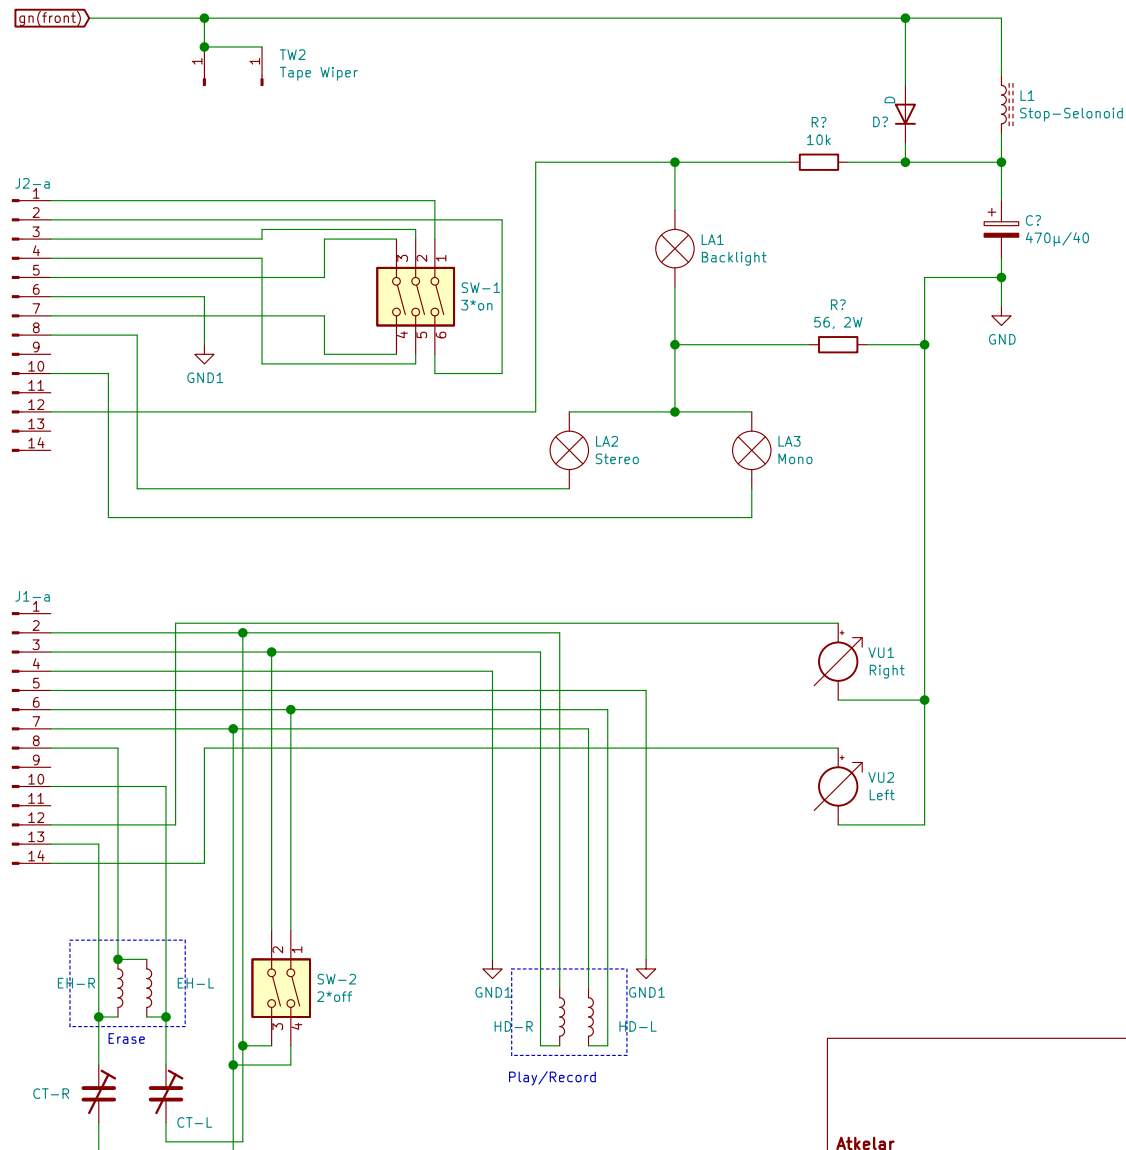 gn(front)
1
1
TW2
Tape Wiper
D
D?
L1
Stop-Selonoid
R?
10k
J2-a
1
2
3
4
5
6
7
8
9
10
11
12
13
14
GND1
3
2
1
4
5
6
SW-1
3*on
LA1
Backlight
+
C?
470µ/40
GND
R?
56, 2W
LA2
Stereo
LA3
Mono
J1-a
1
2
3
4
5
6
7
8
9
10
11
12
13
14
+
VU1
Right
+
VU2
Left
EH-R
EH-L
Erase
2
1
3
4
SW-2
2*off
GND1
GND1
HD-R
HD-L
Play/Record
CT-R
CT-L
Atkelar